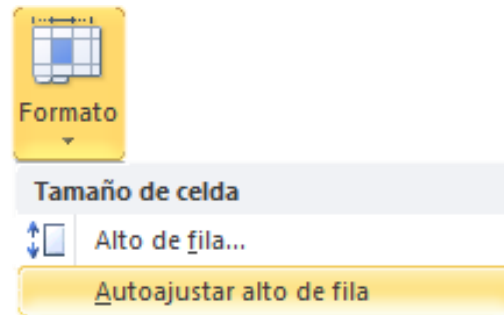 Formato
Tamaño de celda
Alto de fila...
Autoajustar alto de fila